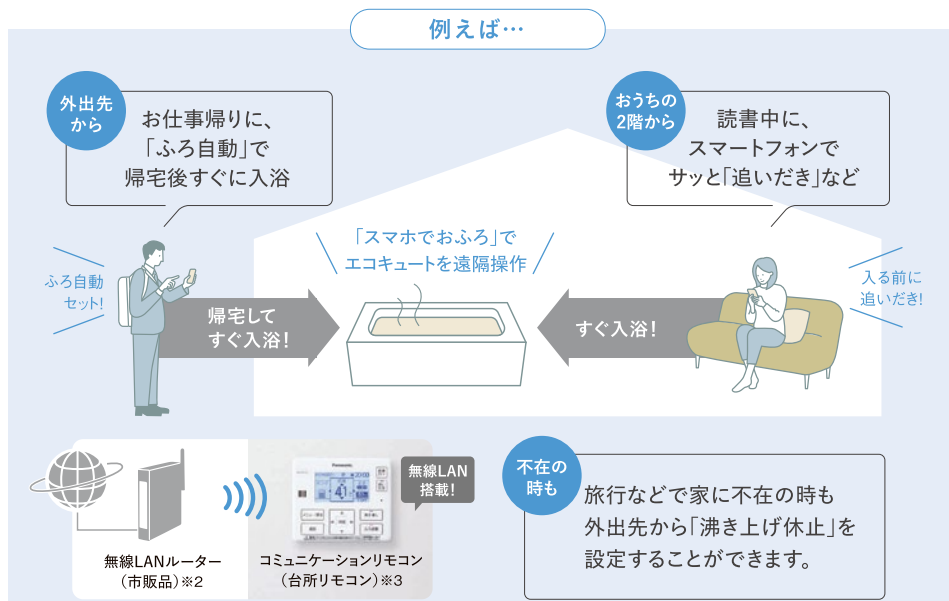 例えば…
外出先
から
お仕事帰りに、
「ふろ自動」で
帰宅後すぐに入浴
おうちの
2階から
読書中に、
スマートフォンで
サッと「追いだき」など
「スマホでおふろ」で
エコキュートを遠隔操作
ふろ自動
セット!
帰宅して
すぐ入浴!
すぐ入浴!
入る前に
追いだき!
無線LANルーター
(市販品)※2
Panasonic
無線LAN
搭載!
コミュニケーションリモコン
(台所リモコン)※3
不在の
時も
旅行などで家に不在の時も
外出先から「沸き上げ休止」を
設定することができます。